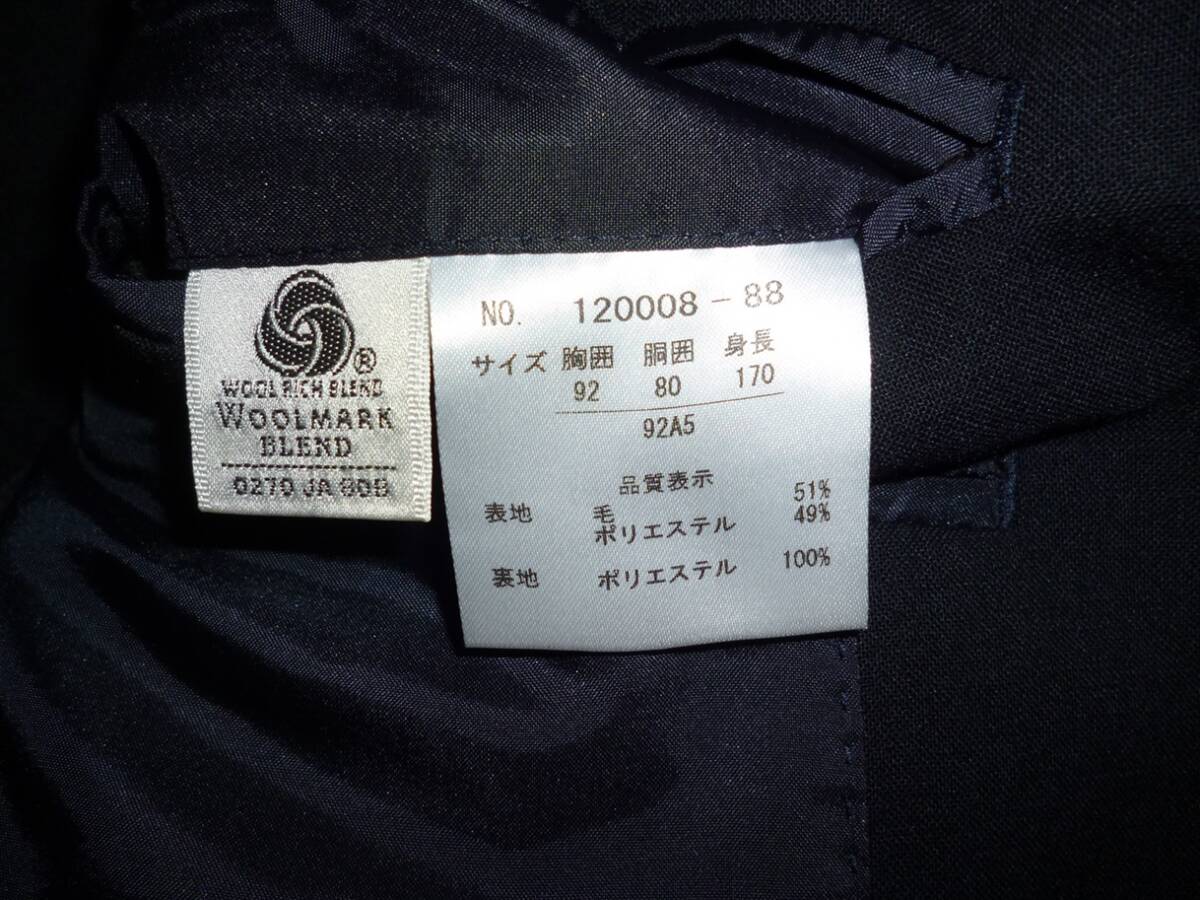 ®
WOOL RICH BLEND
WOOLMARK
BLEND
0270 JA 80B
NO. 120008-88
サイズ 胸囲 胴囲 身長
92 80 170
92A5
品質表示
表地 毛 51%
ポリエステル 49%
裏地 ポリエステル 100%